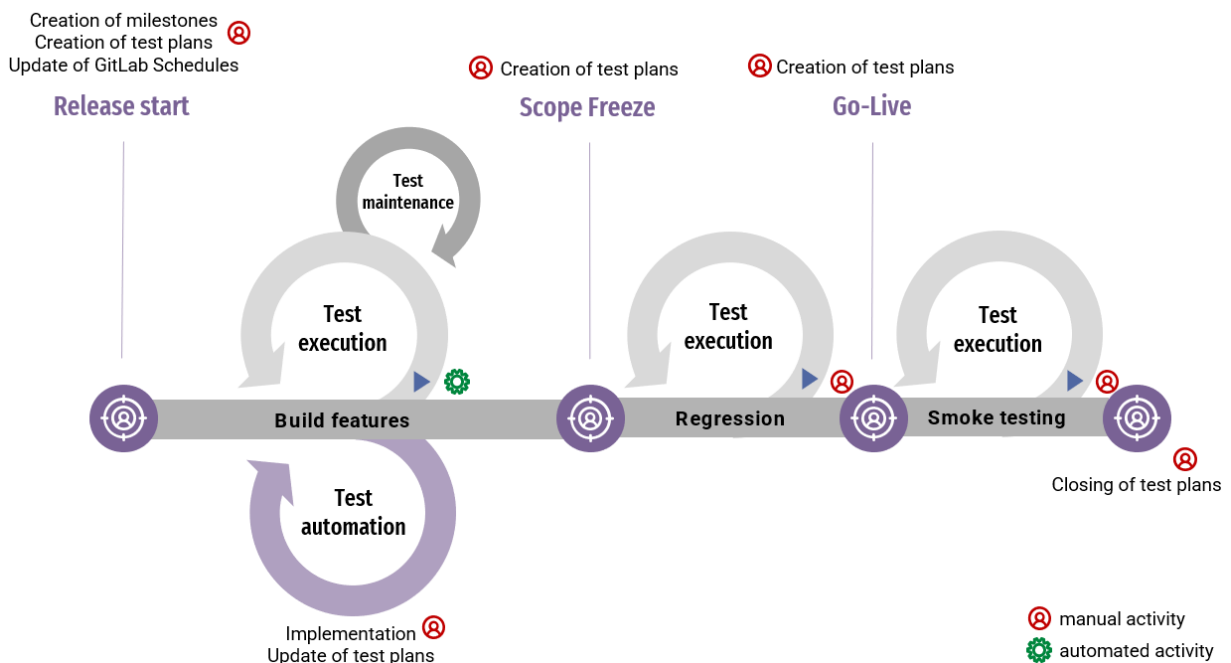 Creation of milestones
Creation of test plans
Update of GitLab Schedules
Release start
Creation of test plans
Scope Freeze
Creation of test plans
Go-Live
Test
maintenance
Test
execution
Test
execution
Test
execution
Build features
Regression
Smoke testing
Closing of test plans
Test
automation
Implementation
Update of test plans
manual activity
automated activity